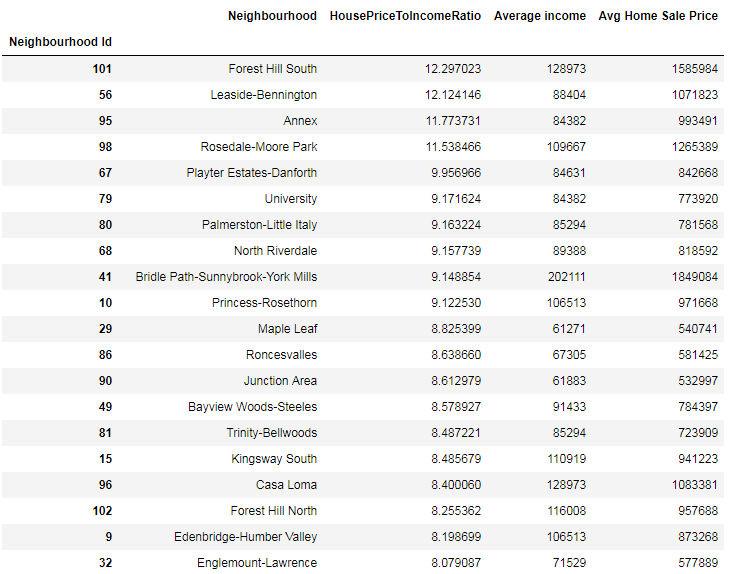 Neighbourhood HousePriceToIncomeRatio Average income Avg Home Sale Price
Neighbourhood Id
101 Forest Hill South 12.297023 128973 1585984
56 Leaside-Bennington 12.124146 88404 1071823
95 Annex 11.773731 84382 993491
98 Rosedale-Moore Park 11.538466 109667 1265389
67 Playter Estates-Danforth 9.956966 84631 842668
79 University 9.171624 84382 773920
80 Palmerston-Little Italy 9.163224 85294 781568
68 North Riverdale 9.157739 89388 818592
41 Bridle Path-Sunnybrook-York Mills 9.148854 202111 1849084
10 Princess-Rosethorn 9.122530 106513 971668
29 Maple Leaf 8.825399 61271 540741
86 Roncesvalles 8.638660 67305 581425
90 Junction Area 8.612979 61883 532997
49 Bayview Woods-Steeles 8.578927 91433 784397
81 Trinity-Bellwoods 8.487221 85294 723909
15 Kingsway South 8.485679 110919 941223
96 Casa Loma 8.400060 128973 1083381
102 Forest Hill North 8.255362 116008 957688
9 Edenbridge-Humber Valley 8.198699 106513 873268
32 Englemount-Lawrence 8.079087 71529 577889